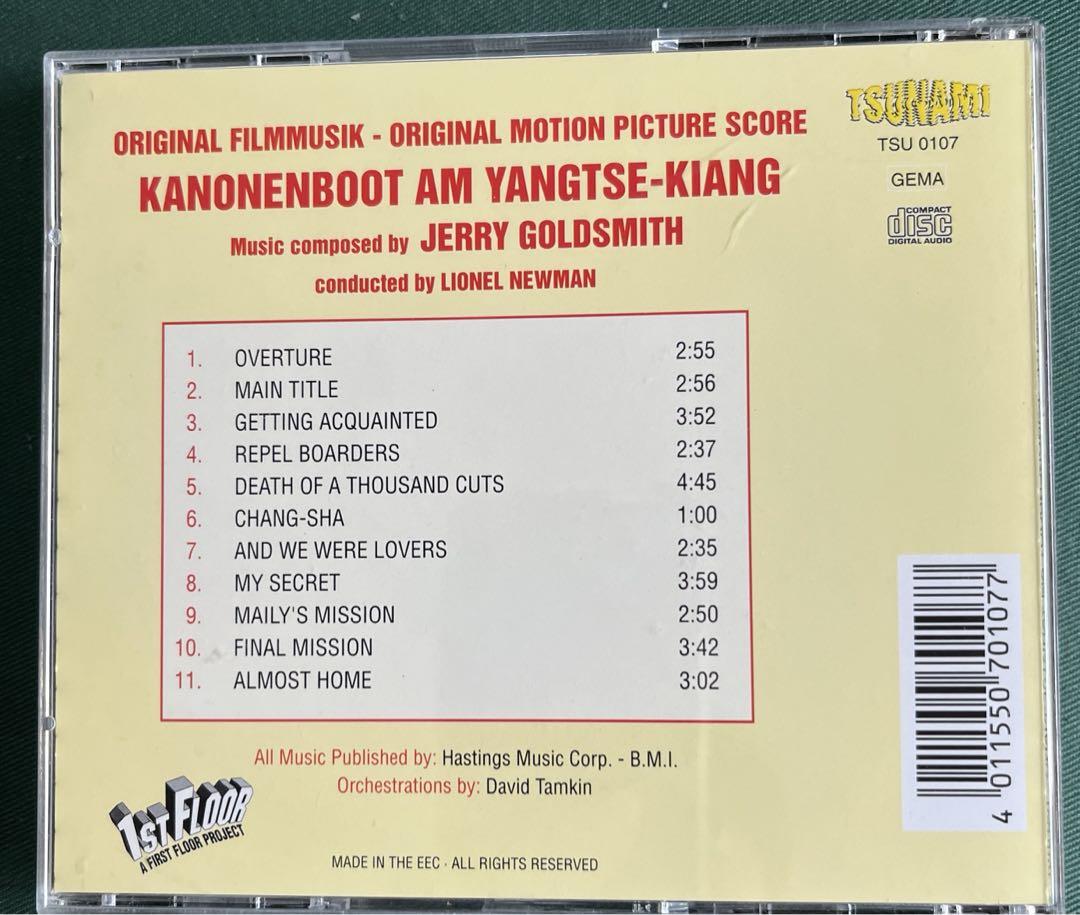 ORIGINAL FILMMUSIK - ORIGINAL MOTION PICTURE SCORE
KANONENBOOT AM YANGTSE-KIANG
Music composed by JERRY GOLDSMITH
conducted by LIONEL NEWMAN
TSUNAMI
TSU 0107
GEMA
COMPACT
disc
DIGITAL AUDIO
1. OVERTURE 2:55
2. MAIN TITLE 2:56
3. GETTING ACQUAINTED 3:52
4. REPEL BOARDERS 2:37
5. DEATH OF A THOUSAND CUTS 4:45
6. CHANG-SHA 1:00
7. AND WE WERE LOVERS 2:35
8. MY SECRET 3:59
9. MAILY'S MISSION 2:50
10. FINAL MISSION 3:42
11. ALMOST HOME 3:02
All Music Published by: Hastings Music Corp. - B.M.I.
Orchestrations by: David Tamkin
1ST FLOOR
A FIRST FLOOR PROJECT
MADE IN THE EEC · ALL RIGHTS RESERVED
4 011550 701077